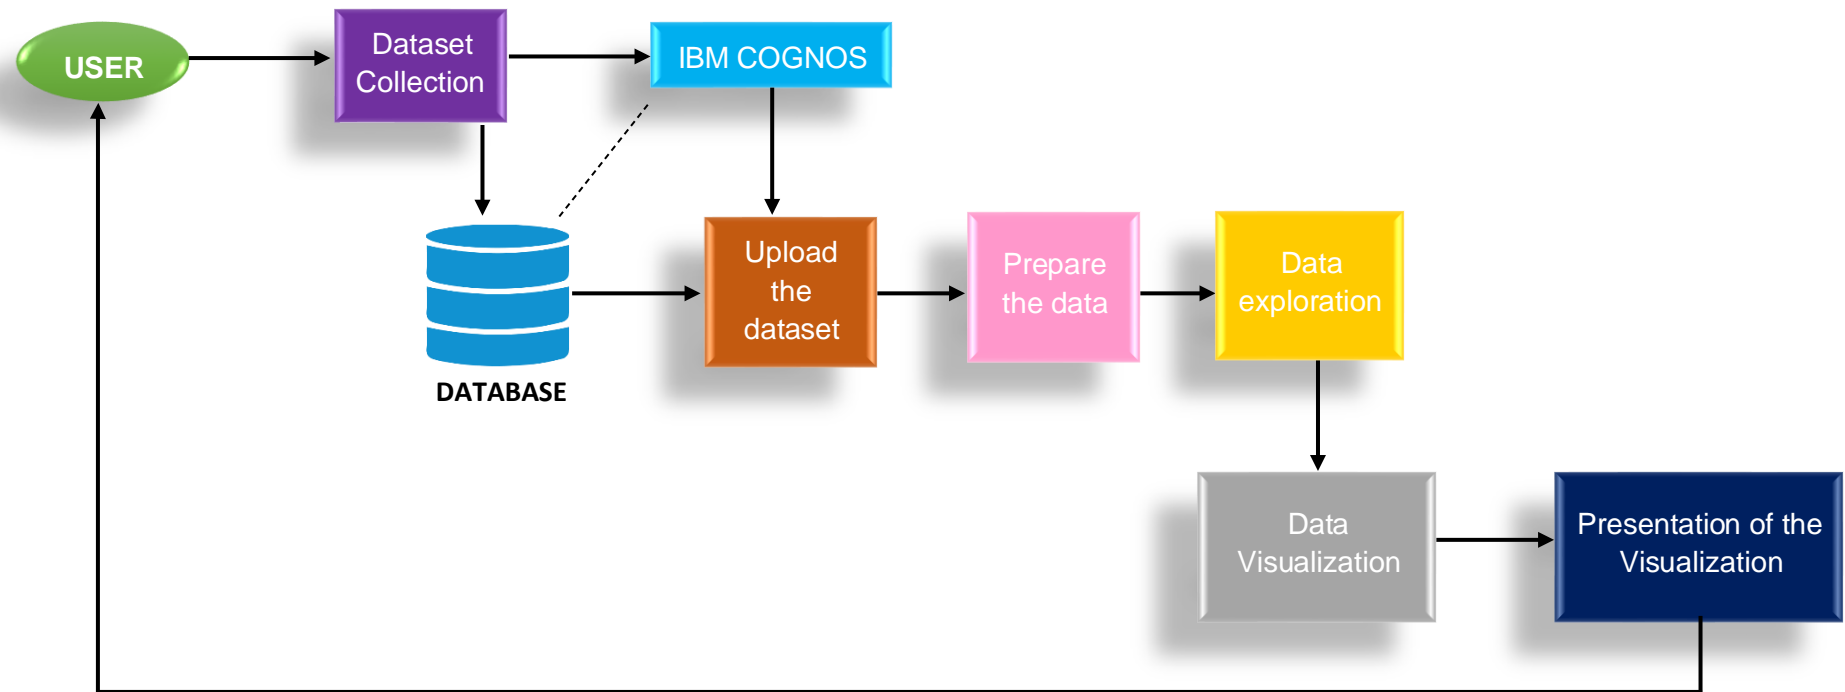 USER
Dataset
Collection
IBM COGNOS
DATABASE
Upload
the
dataset
Prepare
the data
Data
exploration
Data
Visualization
Presentation of the
Visualization